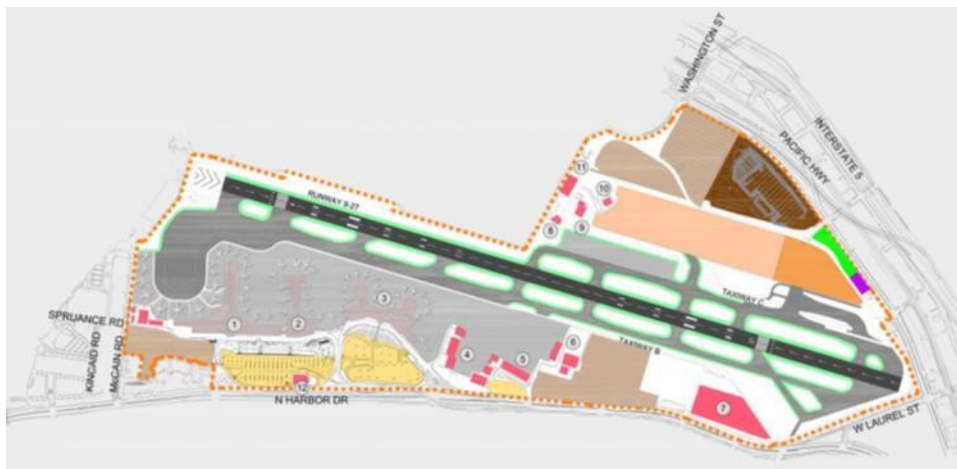 WASHINGTON ST
INTERSTATE 5
PACIFIC HWY
11
10
RUNWAY 9-27
8
9
TAXIWAY C
3
SPRUANCE RD
1
2
KINCAID RD
McCAIN RD
TAXIWAY B
6
4
5
12
7
N HARBOR DR
W LAUREL ST